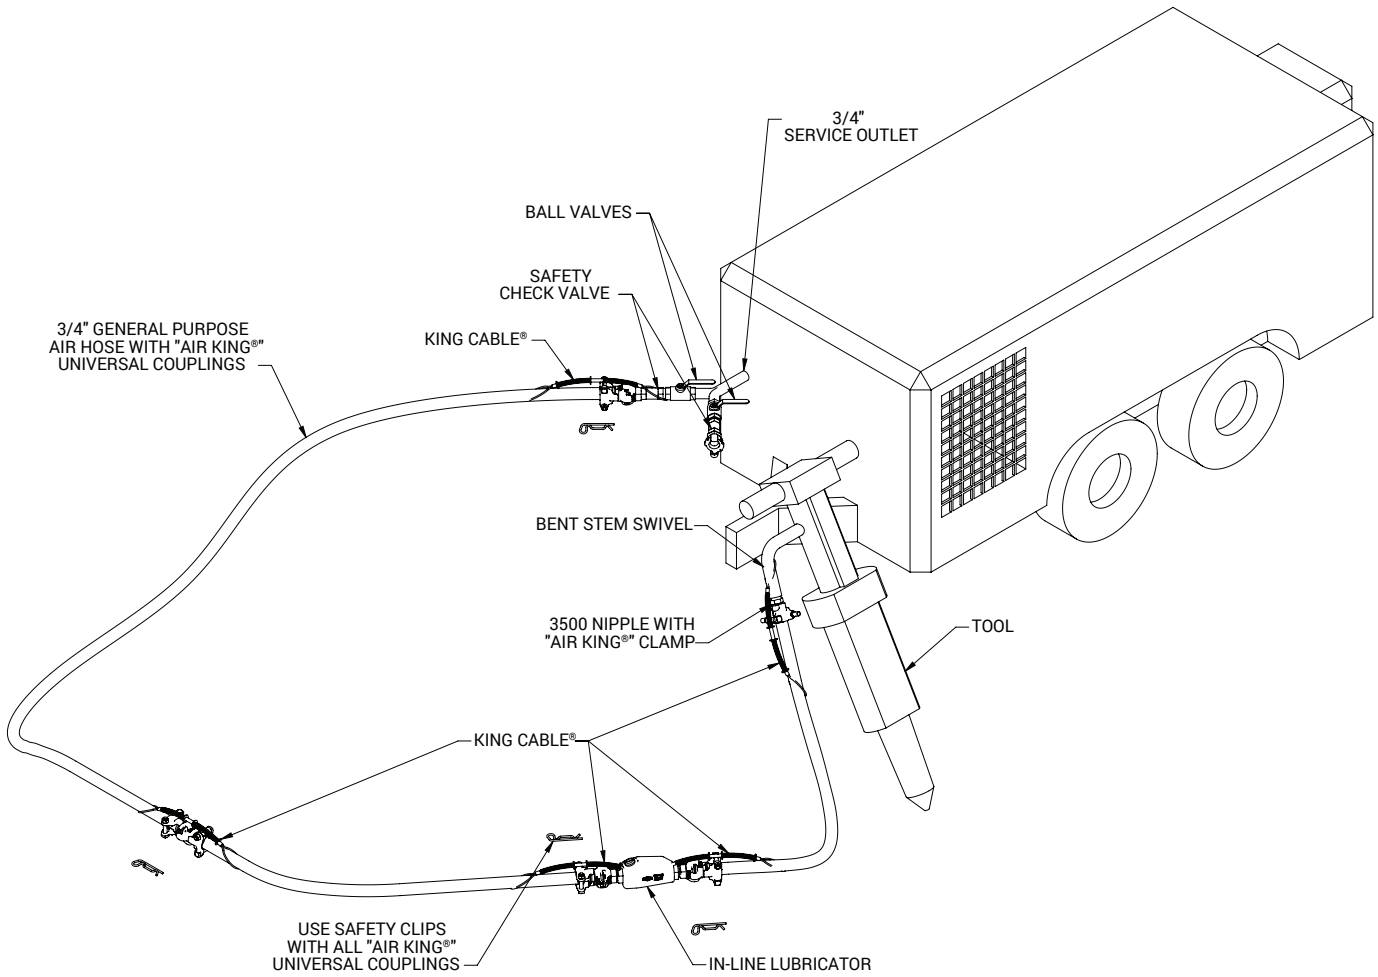 3/4"
SERVICE OUTLET
BALL VALVES
SAFETY
CHECK VALVE
3/4" GENERAL PURPOSE
AIR HOSE WITH "AIR KING®"
UNIVERSAL COUPLINGS
KING CABLE®
BENT STEM SWIVEL
3500 NIPPLE WITH
"AIR KING®" CLAMP
TOOL
KING CABLE®
USE SAFETY CLIPS
WITH ALL "AIR KING®"
UNIVERSAL COUPLINGS
IN-LINE LUBRICATOR